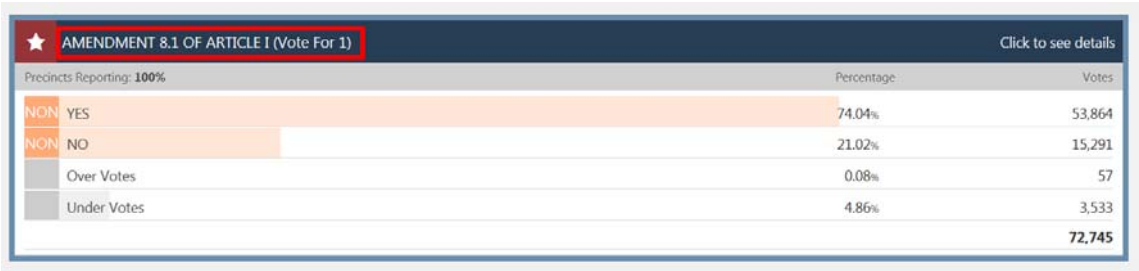 AMENDMENT 8.1 OF ARTICLE I (Vote For 1) Click to see details
Precincts Reporting: 100% Percentage Votes
NON YES 74.04% 53,864
NON NO 21.02% 15,291
Over Votes 0.08% 57
Under Votes 4.86% 3,533
72,745